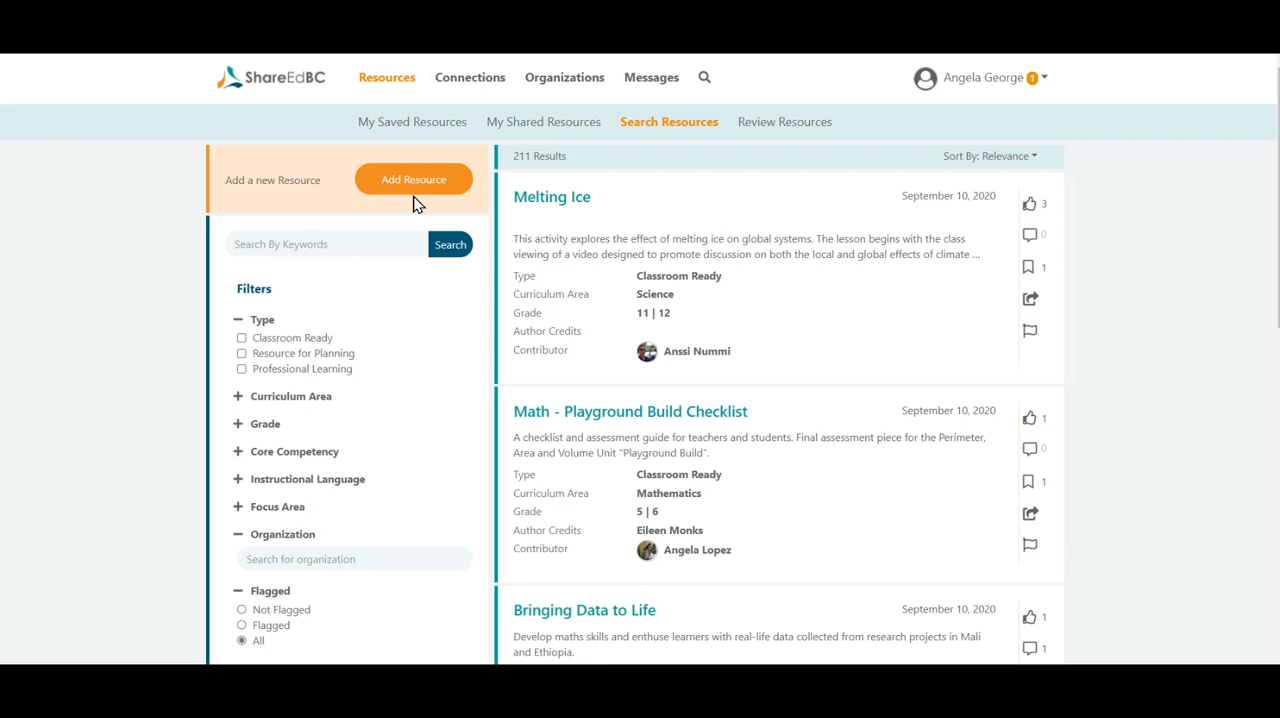 ShareEdBC Resources Connections Organizations Messages Angela George 1
My Saved Resources My Shared Resources Search Resources Review Resources
Add a new Resource Add Resource
Search By Keywords Search
Filters
Type
Classroom Ready
Resource for Planning
Professional Learning
Curriculum Area
Grade
Core Competency
Instructional Language
Focus Area
Organization
Search for organization
Flagged
Not Flagged
Flagged
All
211 Results Sort By: Relevance
Melting Ice September 10, 2020 3
This activity explores the effect of melting ice on global systems. The lesson begins with the class 0
viewing of a video designed to promote discussion on both the local and global effects of climate ...
Type Classroom Ready 1
Curriculum Area Science
Grade 11 | 12
Author Credits
Contributor Anssi Nummi
Math - Playground Build Checklist September 10, 2020 1
A checklist and assessment guide for teachers and students. Final assessment piece for the Perimeter, 0
Area and Volume Unit "Playground Build".
Type Classroom Ready 1
Curriculum Area Mathematics
Grade 5 | 6
Author Credits Eileen Monks
Contributor Angela Lopez
Bringing Data to Life September 10, 2020 1
Develop maths skills and enthuse learners with real-life data collected from research projects in Mali 1
and Ethiopia.